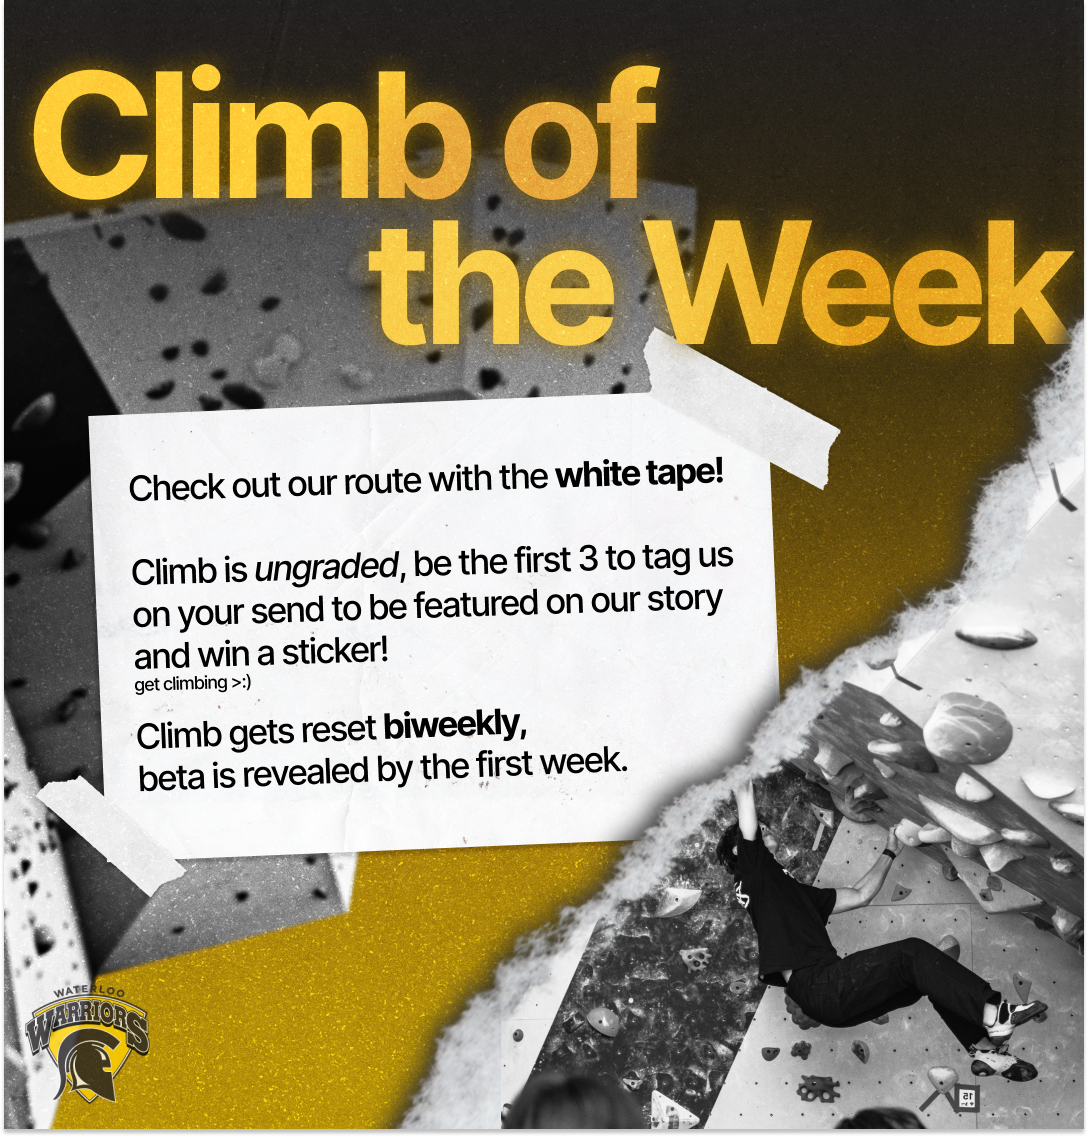 Climb of
the Week
Check out our route with the white tape!
Climb is ungraded, be the first 3 to tag us
on your send to be featured on our story
and win a sticker!
get climbing >:)
Climb gets reset biweekly,
beta is revealed by the first week.
WATERLOO
WARRIORS
15